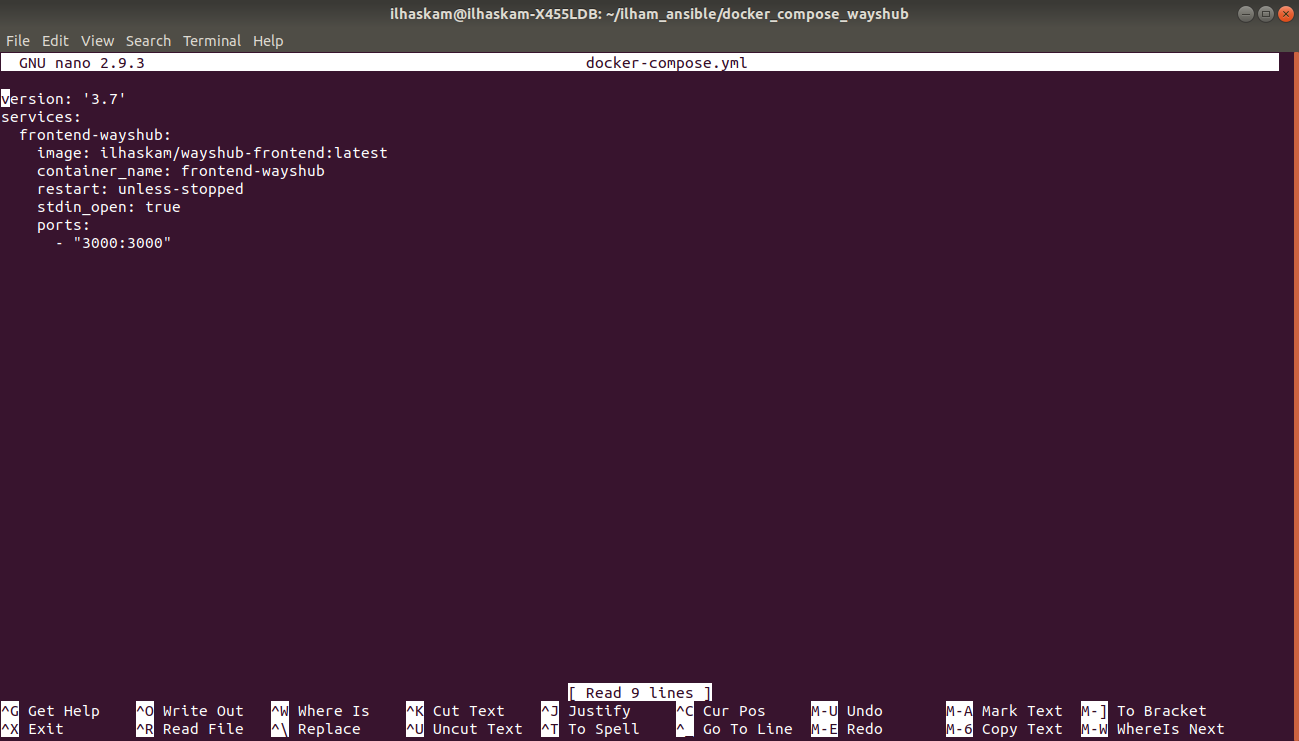 ilhaskam@ilhaskam-X455LDB: ~/ilham_ansible/docker_compose_wayshub
File Edit View Search Terminal Help
GNU nano 2.9.3 docker-compose.yml
version: '3.7'
services:
  frontend-wayshub:
    image: ilhaskam/wayshub-frontend:latest
    container_name: frontend-wayshub
    restart: unless-stopped
    stdin_open: true
    ports:
      - "3000:3000"
[ Read 9 lines ]
^G Get Help ^O Write Out ^W Where Is ^K Cut Text ^J Justify ^C Cur Pos M-U Undo M-A Mark Text M-] To Bracket
^X Exit ^R Read File ^\ Replace ^U Uncut Text ^T To Spell ^_ Go To Line M-E Redo M-6 Copy Text M-W WhereIs Next